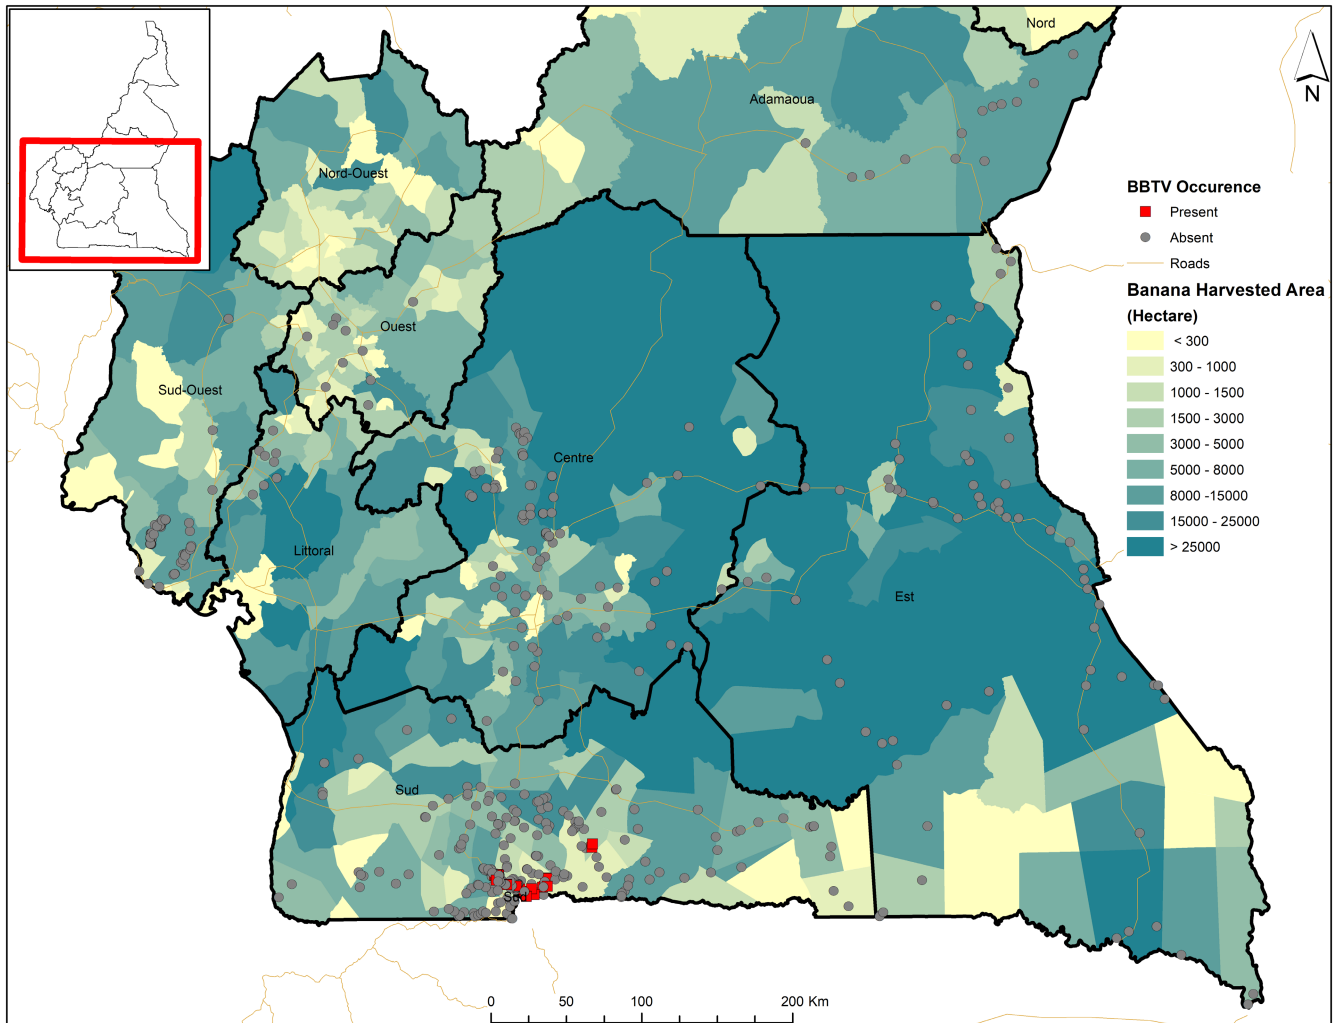 Nord
Adamaoua
N
Nord-Ouest
BBTV Occurence
Present
Absent
Roads
Banana Harvested Area
(Hectare)
< 300
300 - 1000
1000 - 1500
1500 - 3000
3000 - 5000
5000 - 8000
8000 -15000
15000 - 25000
> 25000
Ouest
Sud-Ouest
Centre
Littoral
Est
Sud
Sud
0 50 100 200 Km